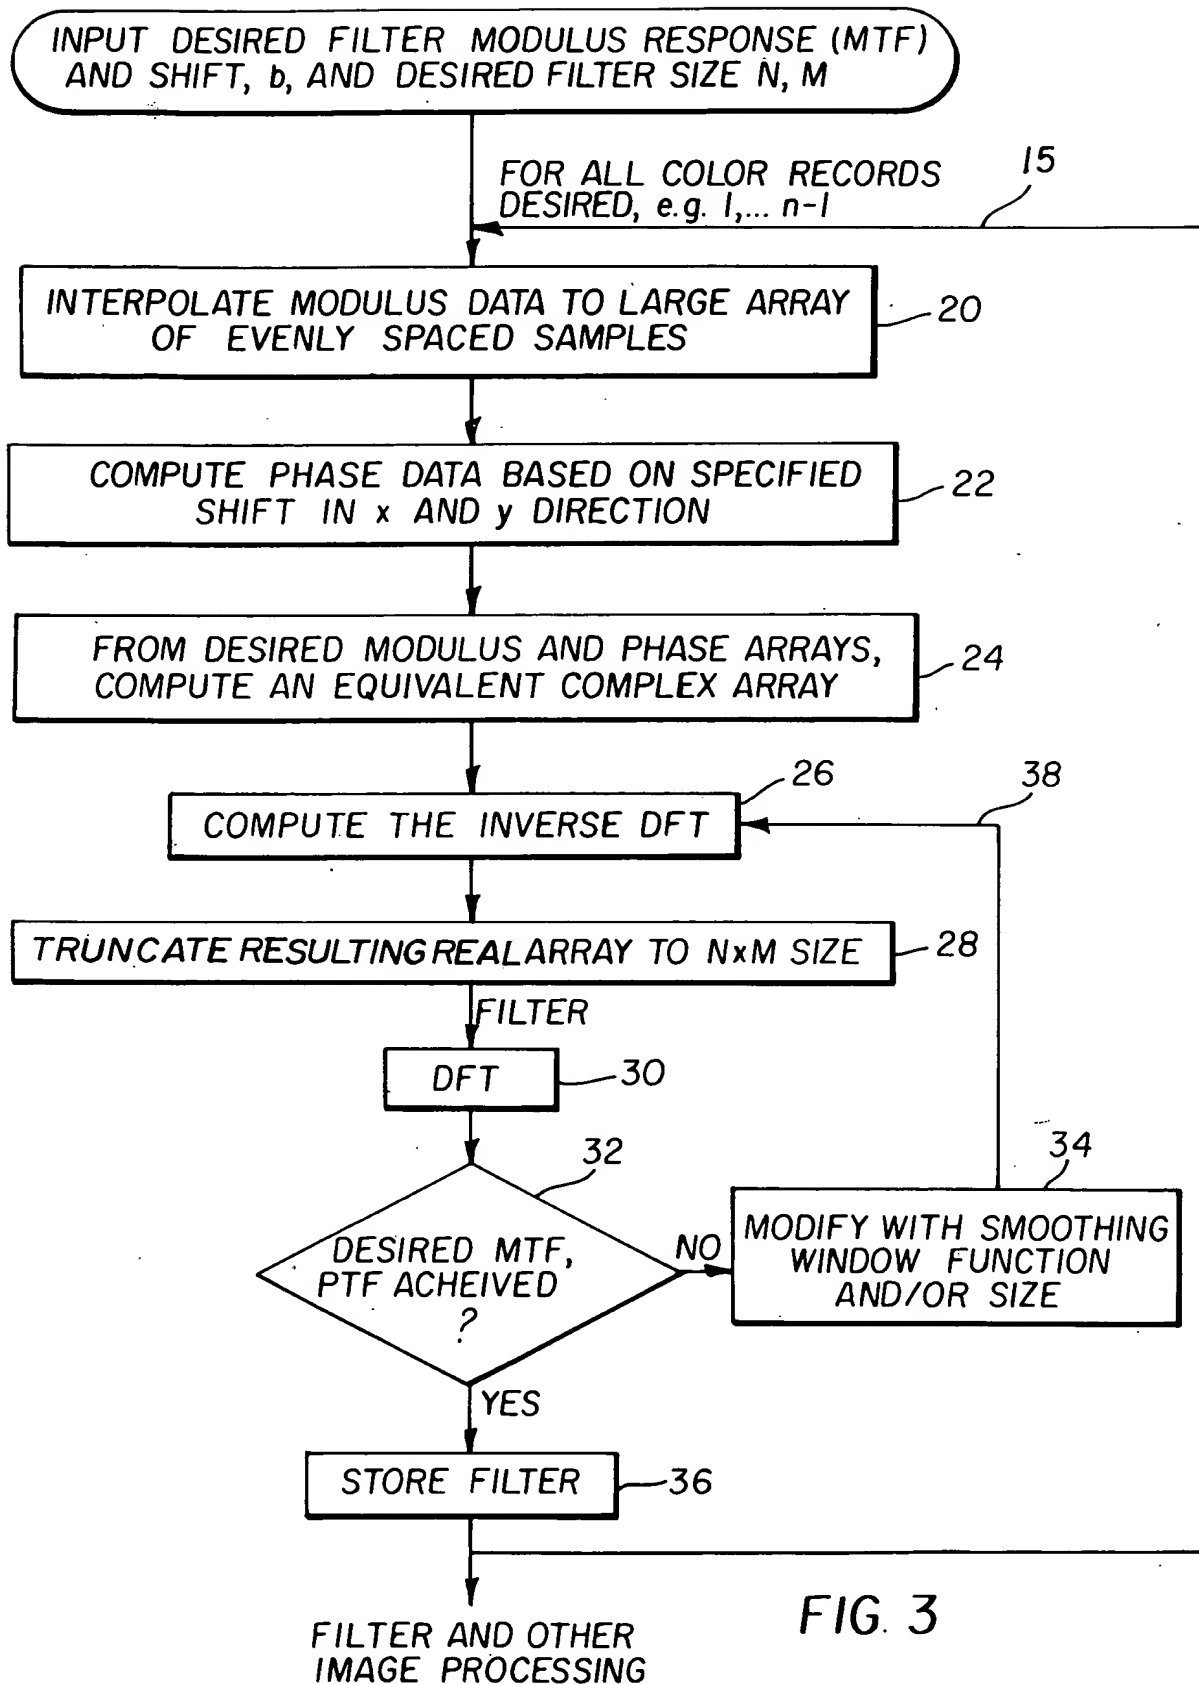 INPUT DESIRED FILTER MODULUS RESPONSE (MTF)
AND SHIFT, b, AND DESIRED FILTER SIZE N, M
FOR ALL COLOR RECORDS
DESIRED, e.g. 1,... n-1
15
INTERPOLATE MODULUS DATA TO LARGE ARRAY
OF EVENLY SPACED SAMPLES
20
COMPUTE PHASE DATA BASED ON SPECIFIED
SHIFT IN x AND y DIRECTION
22
FROM DESIRED MODULUS AND PHASE ARRAYS,
COMPUTE AN EQUIVALENT COMPLEX ARRAY
24
COMPUTE THE INVERSE DFT
26
38
TRUNCATE RESULTING REAL ARRAY TO NxM SIZE
28
FILTER
DFT
30
32
DESIRED MTF,
PTF ACHEIVED
?
NO
34
MODIFY WITH SMOOTHING
WINDOW FUNCTION
AND/OR SIZE
YES
STORE FILTER
36
FILTER AND OTHER
IMAGE PROCESSING
FIG. 3